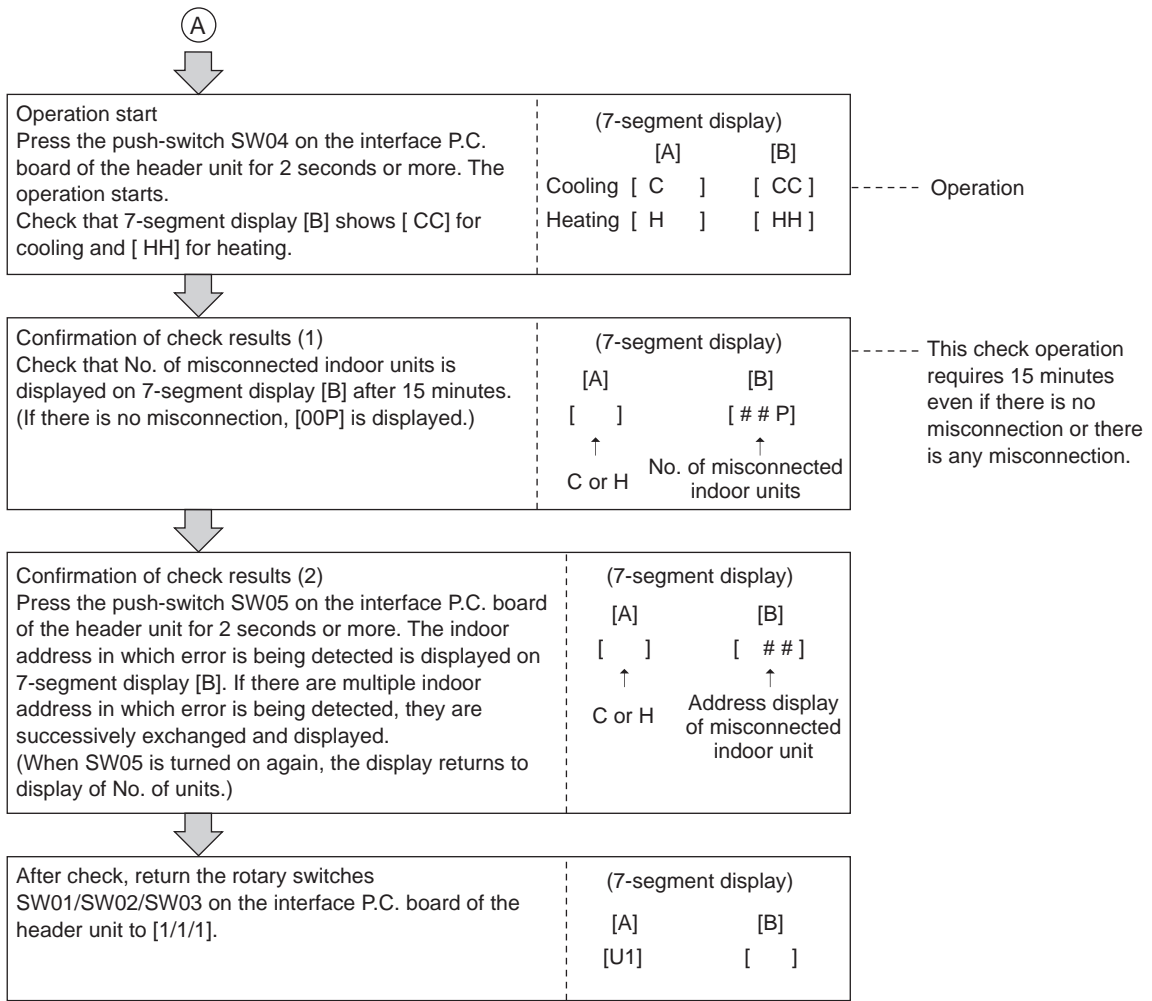 A
Operation start
Press the push-switch SW04 on the interface P.C.
board of the header unit for 2 seconds or more. The
operation starts.
Check that 7-segment display [B] shows [ CC] for
cooling and [ HH] for heating.
(7-segment display)
[A] [B]
Cooling [ C ] [ CC ]
Heating [ H ] [ HH ]
Operation
Confirmation of check results (1)
Check that No. of misconnected indoor units is
displayed on 7-segment display [B] after 15 minutes.
(If there is no misconnection, [00P] is displayed.)
(7-segment display)
[A] [B]
[ ] [ # # P]
↑ ↑
C or H No. of misconnected
indoor units
This check operation
requires 15 minutes
even if there is no
misconnection or there
is any misconnection.
Confirmation of check results (2)
Press the push-switch SW05 on the interface P.C. board
of the header unit for 2 seconds or more. The indoor
address in which error is being detected is displayed on
7-segment display [B]. If there are multiple indoor
address in which error is being detected, they are
successively exchanged and displayed.
(When SW05 is turned on again, the display returns to
display of No. of units.)
(7-segment display)
[A] [B]
[ ] [ # # ]
↑ ↑
C or H Address display
of misconnected
indoor unit
After check, return the rotary switches
SW01/SW02/SW03 on the interface P.C. board of the
header unit to [1/1/1].
(7-segment display)
[A] [B]
[U1] [ ]